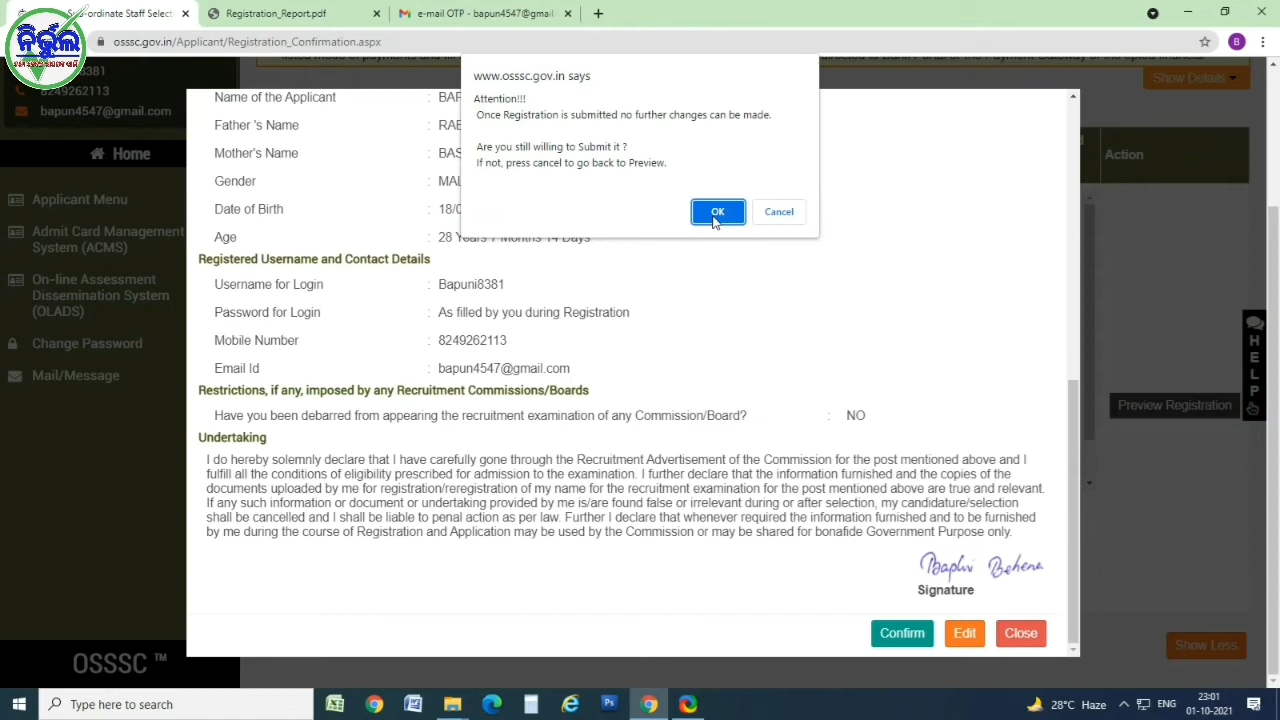 -ordinate Staff Select
Registration_Report.pdf
e-mail OTP - bapun4547@gmail
osssc.gov.in/Applicant/Registration_Confirmation.aspx
B
ନିର୍ଭୁଲ
8381
8249262113
bapun4547@gmail.com
Show Details
Home
Applicant Menu
Admit Card Management System (ACMS)
On-line Assessment Dissemination System (OLADS)
Change Password
Mail/Message
OSSSC ™
www.osssc.gov.in says
Attention!!!
Once Registration is submitted no further changes can be made.
Are you still willing to Submit it ?
If not, press cancel to go back to Preview.
OK
Cancel
Action
Name of the Applicant :
Father 's Name :
Mother's Name :
Gender :
Date of Birth : 18/0
Age : 28 Years 7 Months 14 Days
Registered Username and Contact Details
Username for Login : Bapuni8381
Password for Login : As filled by you during Registration
Mobile Number : 8249262113
Email Id : bapun4547@gmail.com
Restrictions, if any, imposed by any Recruitment Commissions/Boards
Have you been debarred from appearing the recruitment examination of any Commission/Board? : NO
Undertaking
I do hereby solemnly declare that I have carefully gone through the Recruitment Advertisement of the Commission for the post mentioned above and I
fulfill all the conditions of eligibility prescribed for admission to the examination. I further declare that the information furnished and the copies of the
documents uploaded by me for registration/reregistration of my name for the recruitment examination for the post mentioned above are true and relevant.
If any such information or document or undertaking provided by me is/are found false or irrelevant during or after selection, my candidature/selection
shall be cancelled and I shall be liable to penal action as per law. Further I declare that whenever required the information furnished and to be furnished
by me during the course of Registration and Application may be used by the Commission or may be shared for bonafide Government Purpose only.
Behera
Signature
Confirm
Edit
Close
HELP
Preview Registration
Show Less
Type here to search
28°C Haze
ENG
23:01
01-10-2021